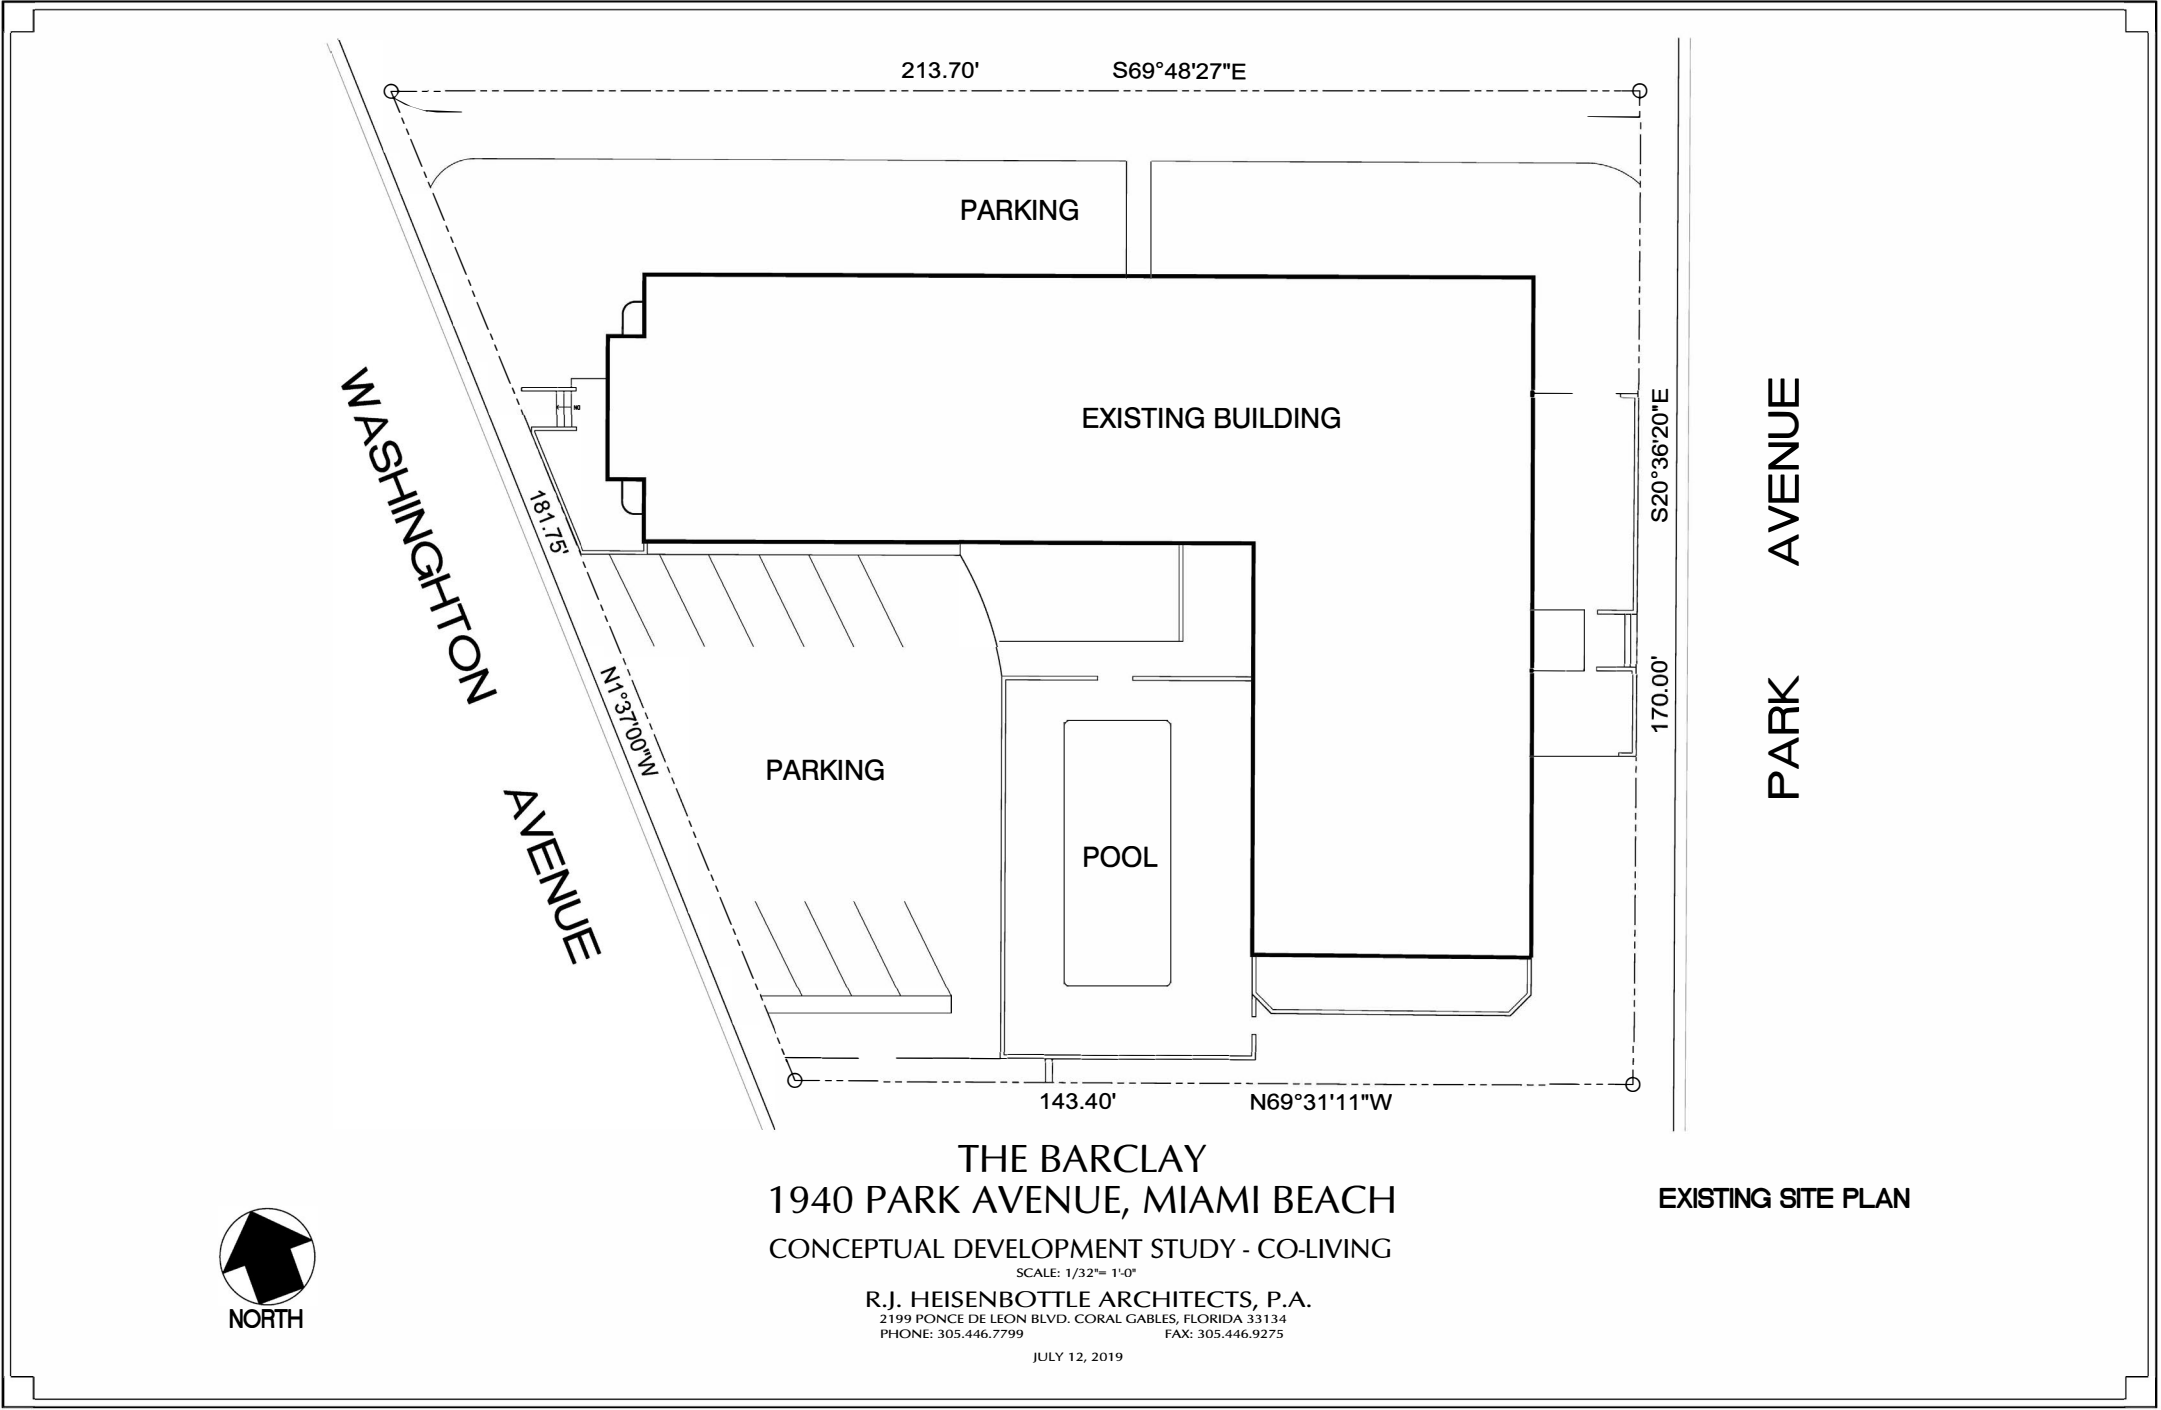 213.70' S69°48'27"E
PARKING
EXISTING BUILDING
WASHINGHTON AVENUE
181.75'
N1°37'00"W
S20°36'20"E
170.00'
PARK AVENUE
DN
PARKING
POOL
143.40' N69°31'11"W
THE BARCLAY
1940 PARK AVENUE, MIAMI BEACH
EXISTING SITE PLAN
CONCEPTUAL DEVELOPMENT STUDY - CO-LIVING
SCALE: 1/32"= 1'-0"
R.J. HEISENBOTTLE ARCHITECTS, P.A.
2199 PONCE DE LEON BLVD. CORAL GABLES, FLORIDA 33134
PHONE: 305.446.7799 FAX: 305.446.9275
JULY 12, 2019
NORTH